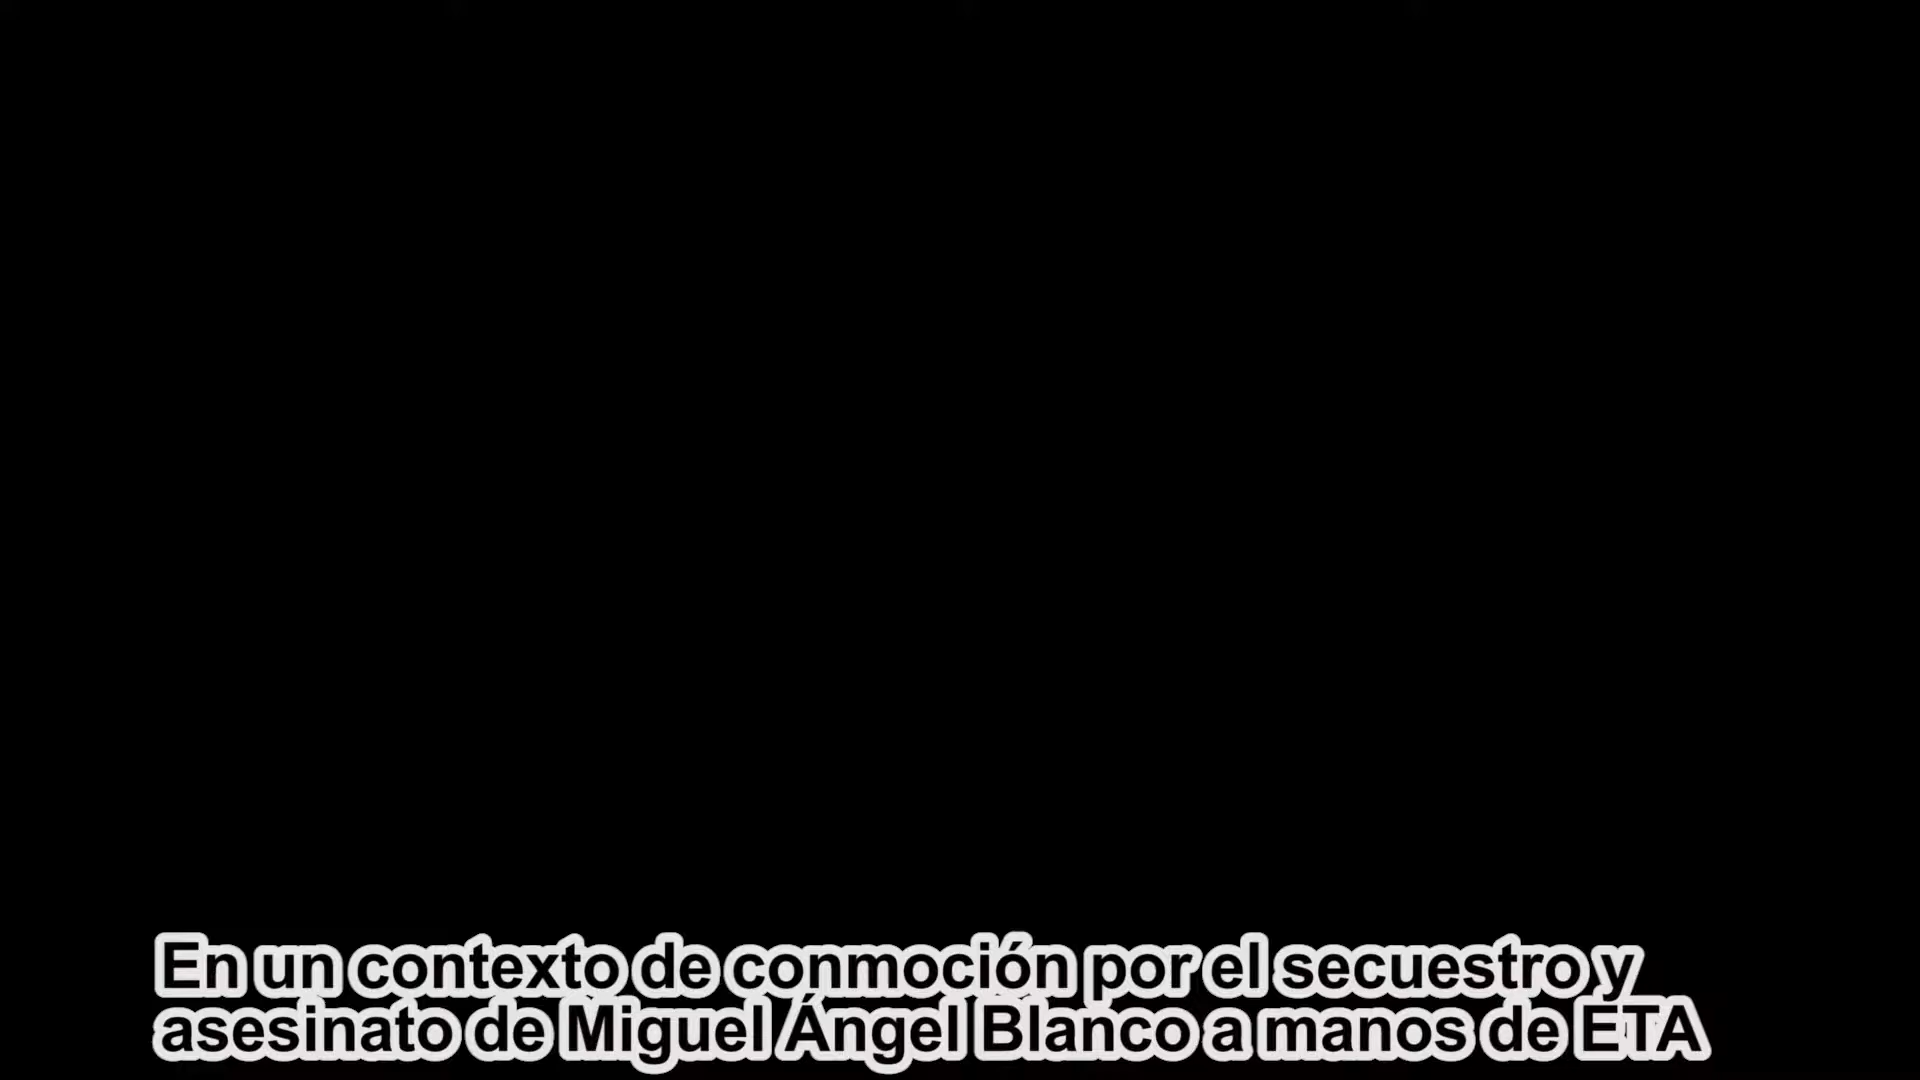 En un contexto de conmoción por el secuestro y
asesinato de Miguel Ángel Blanco a manos de ETA